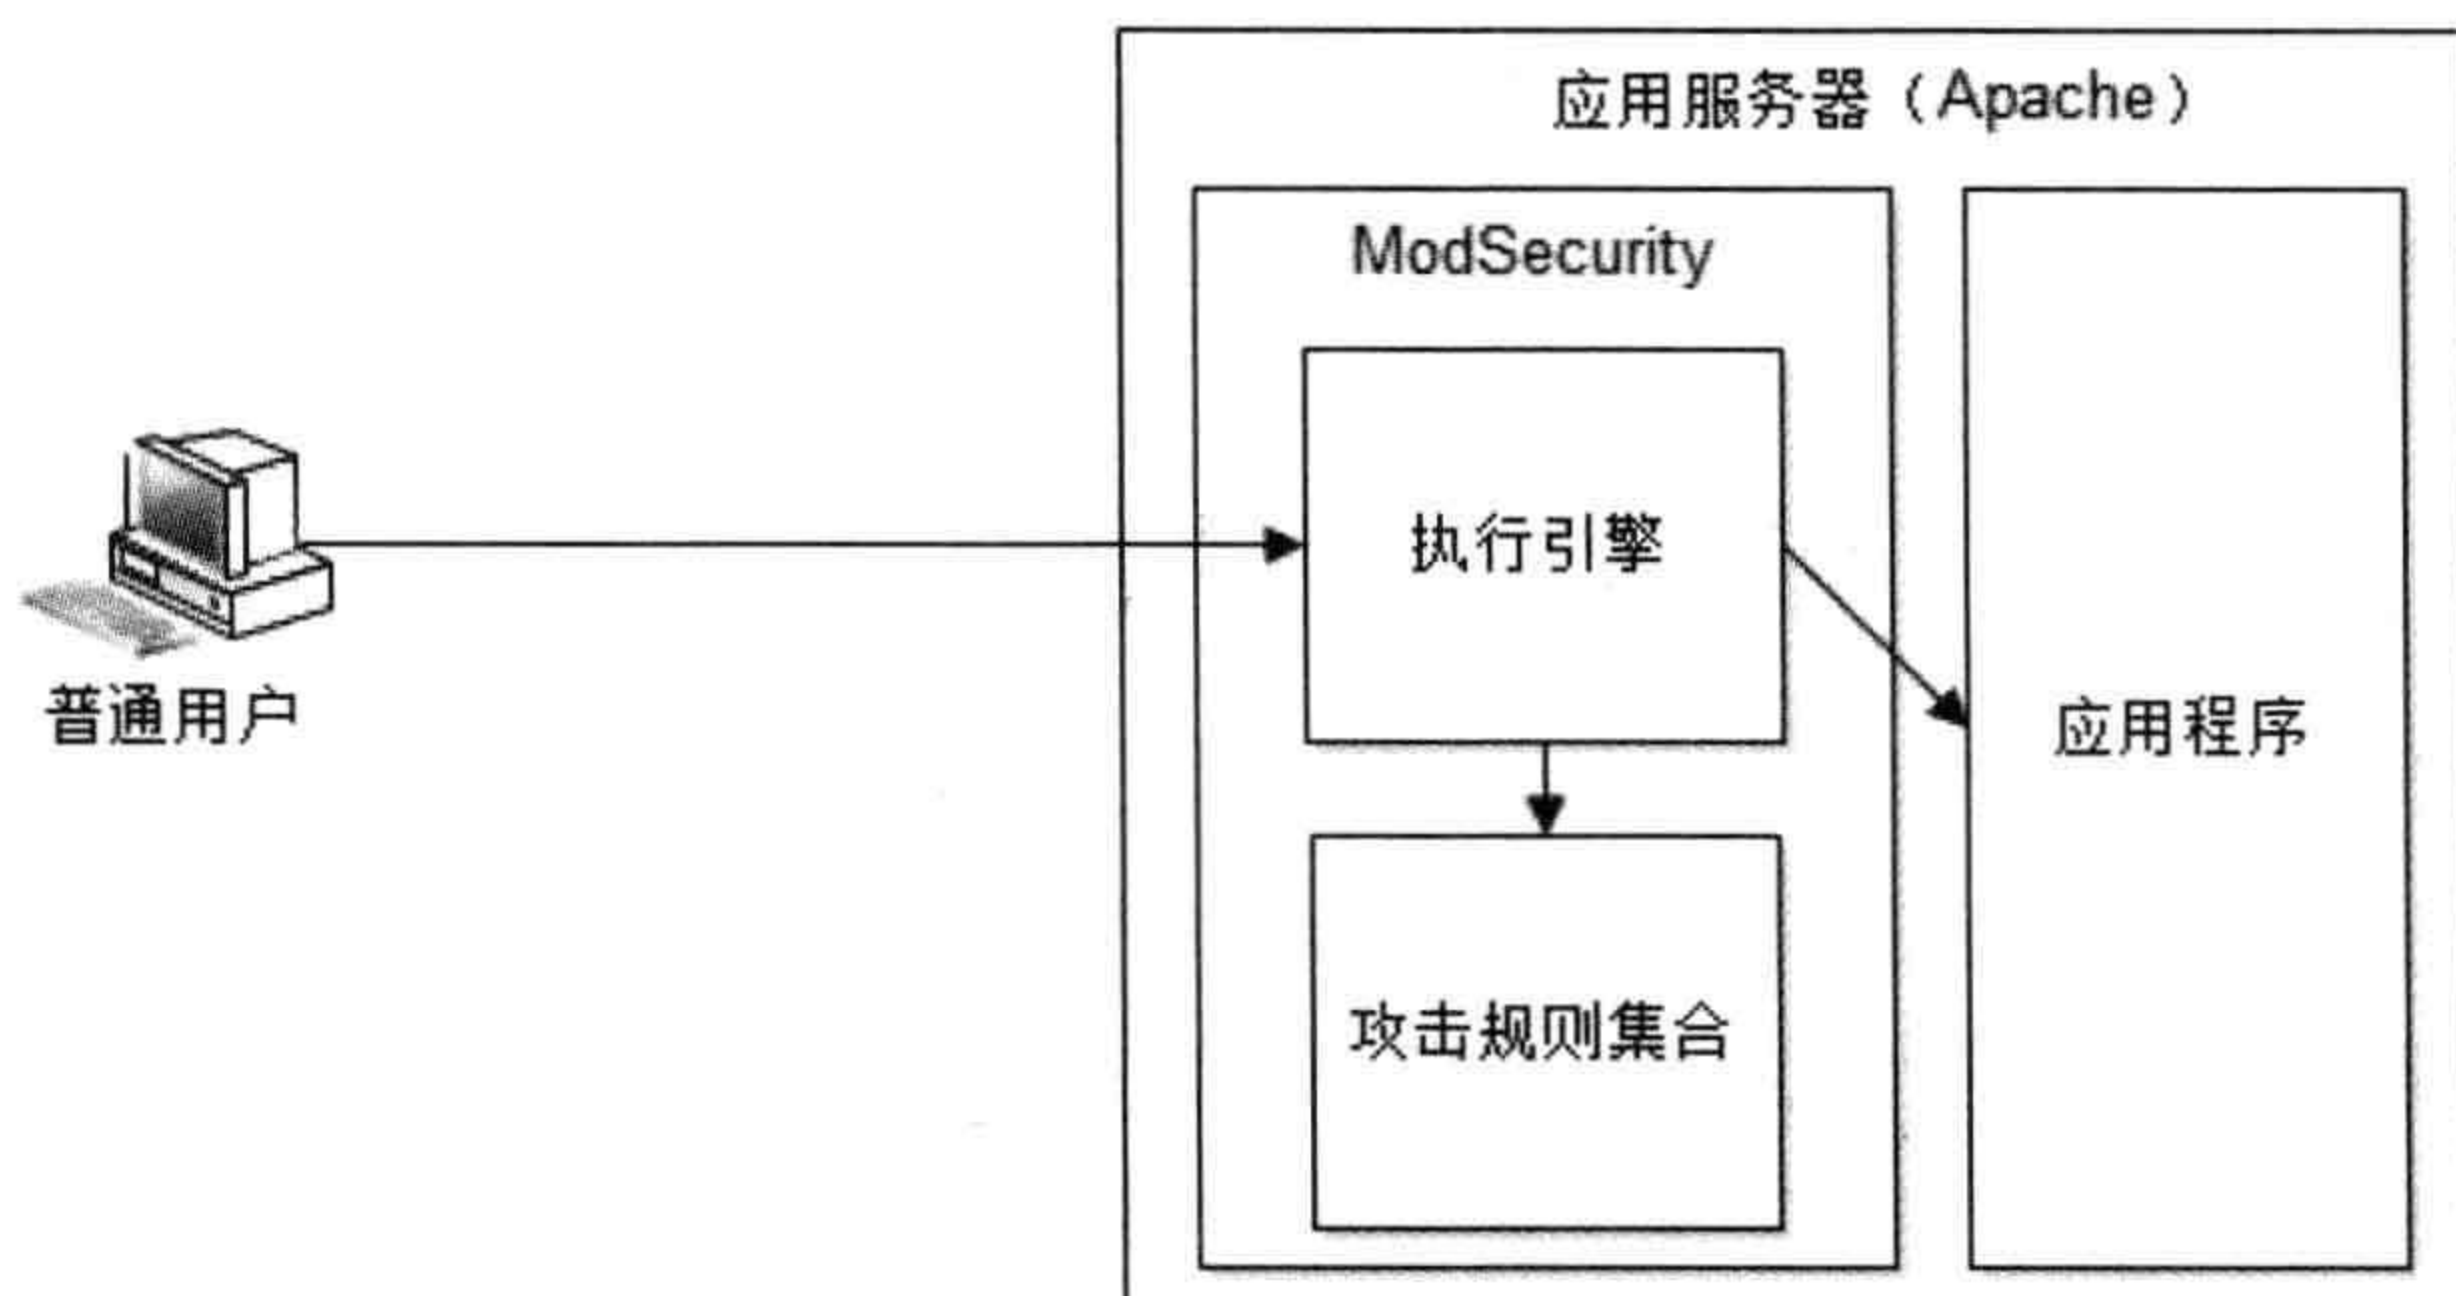 应用服务器（Apache）
ModSecurity
执行引擎
普通用户
应用程序
攻击规则集合